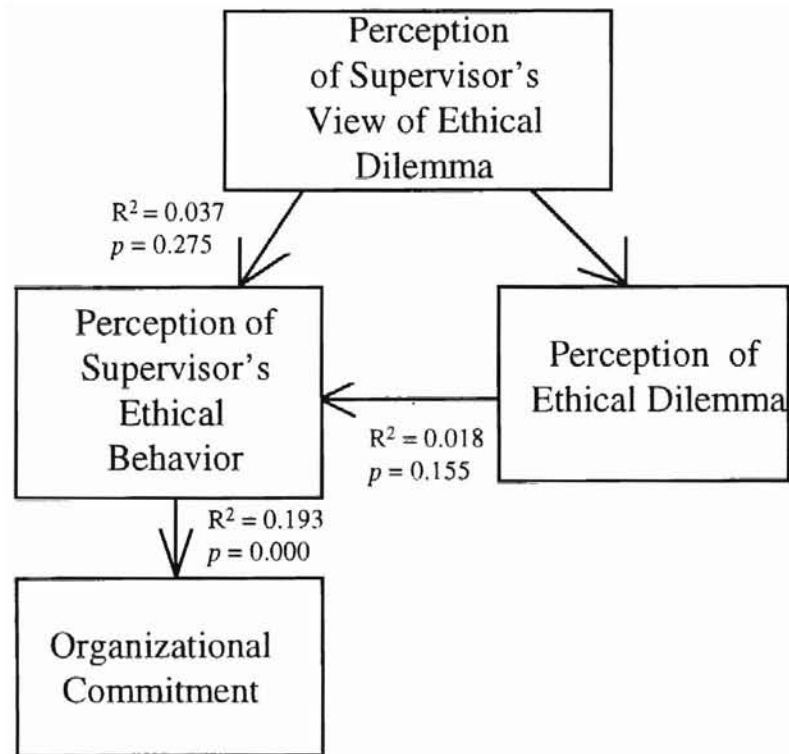 Perception
of Supervisor's
View of Ethical
Dilemma
R² = 0.037
p = 0.275
Perception of
Supervisor's
Ethical
Behavior
Perception of
Ethical Dilemma
R² = 0.018
p = 0.155
R² = 0.193
p = 0.000
Organizational
Commitment